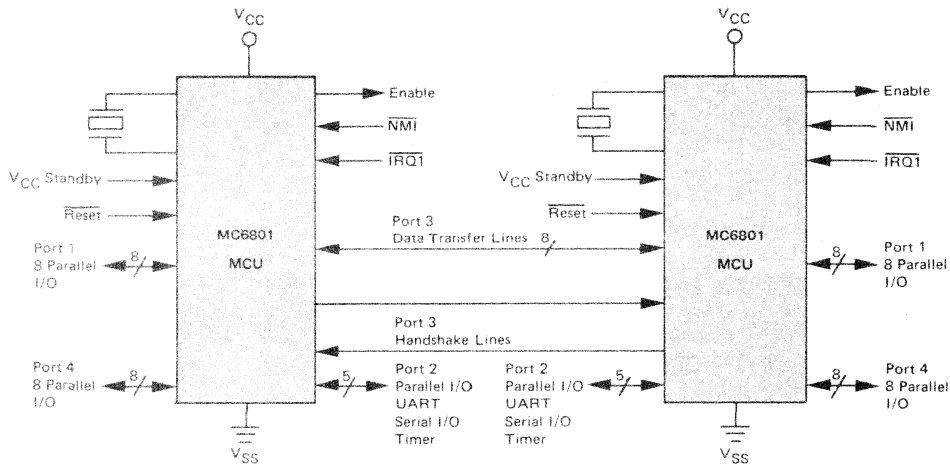 VCC
VCC
Enable
Enable
NMI
NMI
IRQ1
IRQ1
VCC Standby
VCC Standby
Reset
Reset
MC6801
MCU
MC6801
MCU
Port 3
Data Transfer Lines 8
Port 1
8 Parallel
I/O
8
8
Port 1
8 Parallel
I/O
Port 3
Handshake Lines
Port 4
8 Parallel
I/O
8
5
Port 2
Parallel I/O
UART
Serial I/O
Timer
Port 2
Parallel I/O
UART
Serial I/O
Timer
5
8
Port 4
8 Parallel
I/O
VSS
VSS